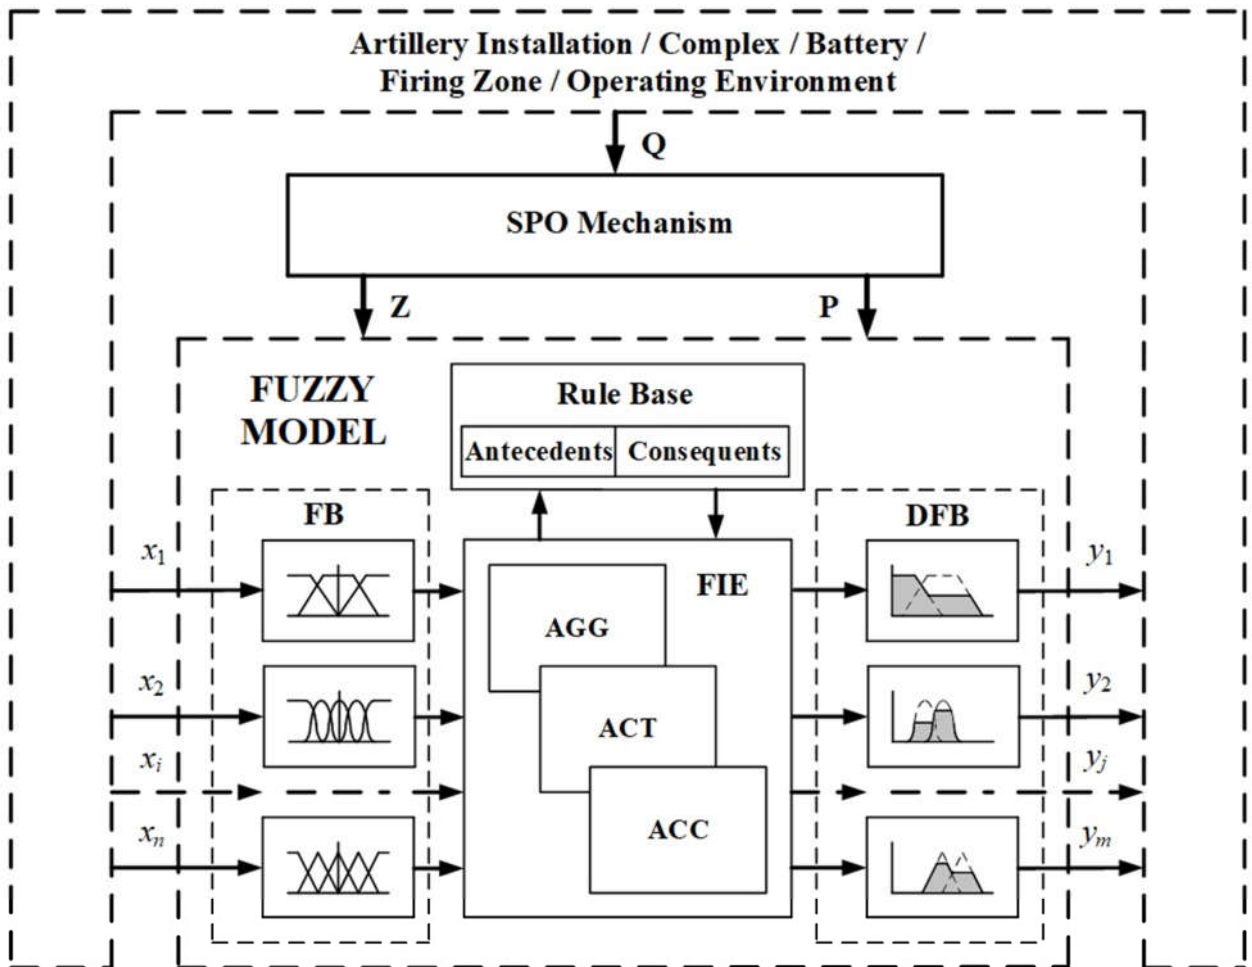 Artillery Installation / Complex / Battery /
Firing Zone / Operating Environment
Q
SPO Mechanism
Z
P
FUZZY
MODEL
Rule Base
Antecedents
Consequents
FB
DFB
x1
x2
xi
xn
FIE
AGG
ACT
ACC
y1
y2
yj
ym